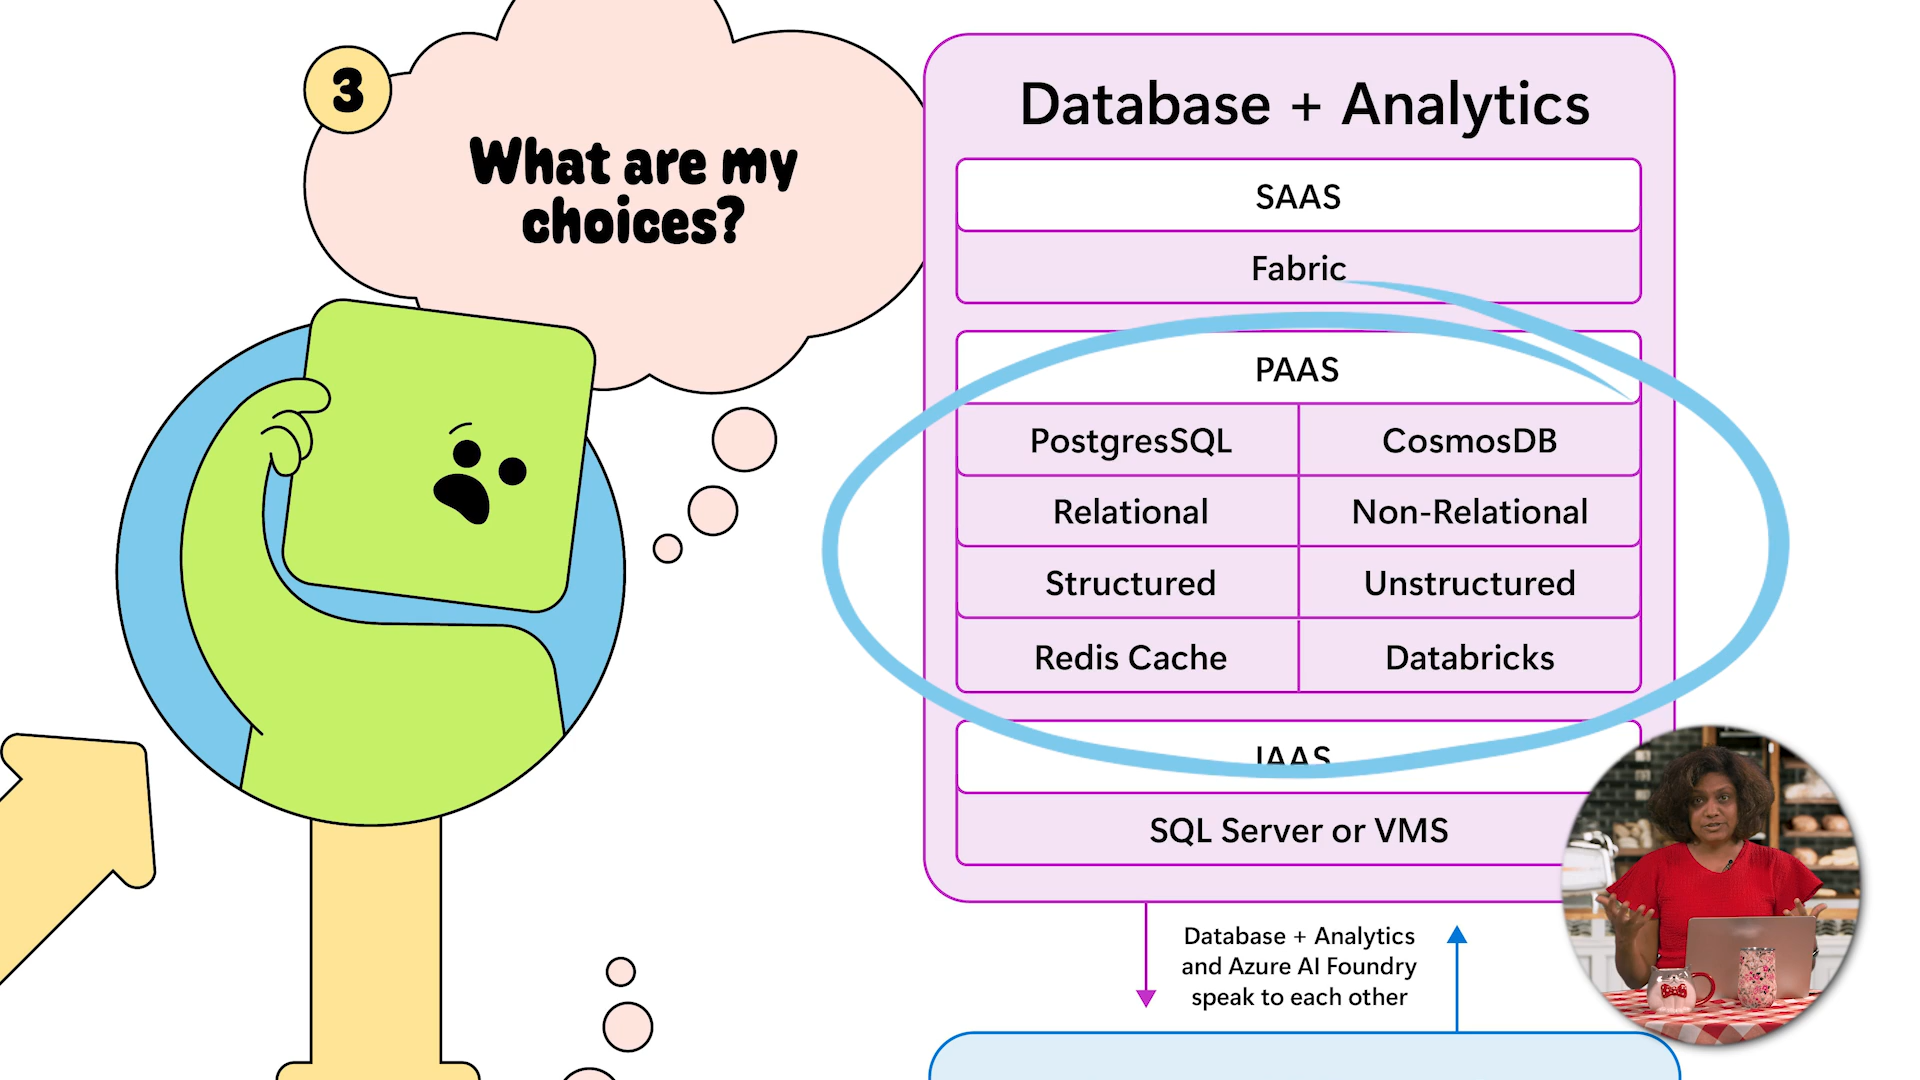 3
What are my
choices?
Database + Analytics
SAAS
Fabric
PAAS
PostgresSQL
CosmosDB
Relational
Non-Relational
Structured
Unstructured
Redis Cache
Databricks
IAAS
SQL Server or VMS
Database + Analytics
and Azure AI Foundry
speak to each other